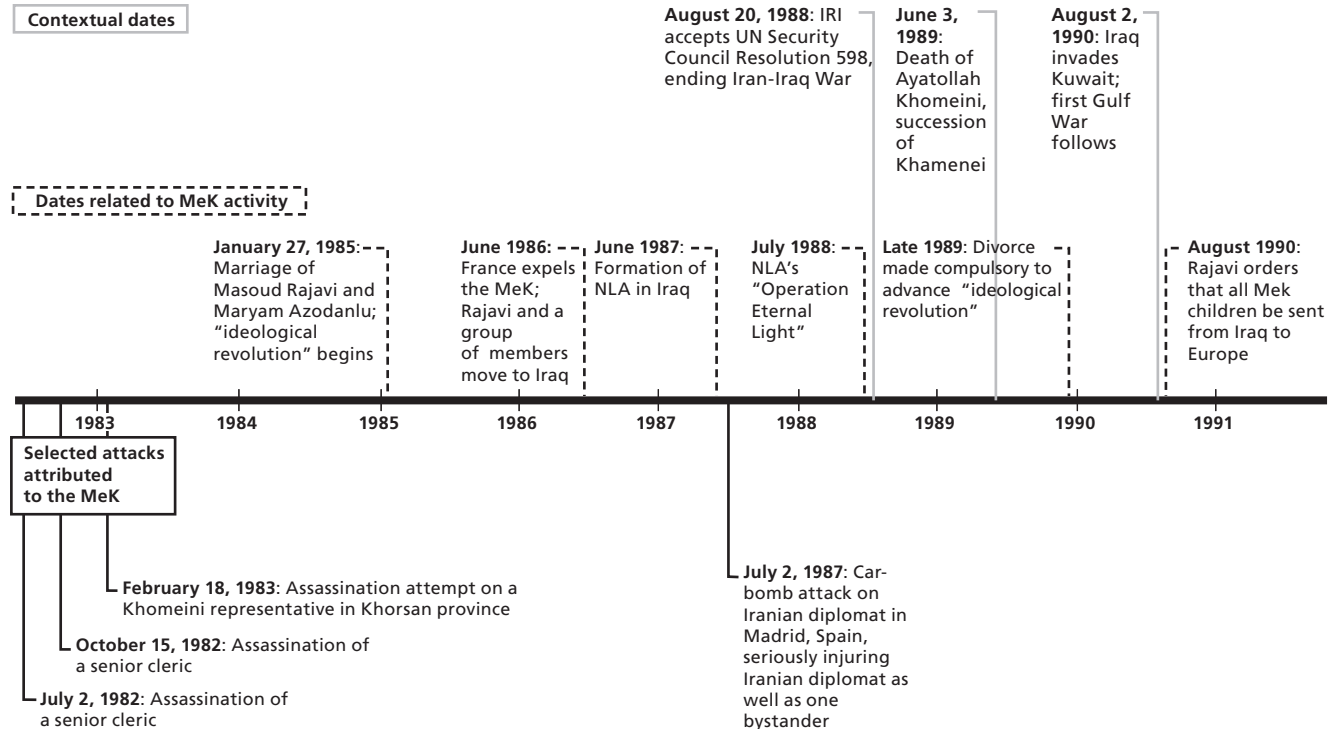 Contextual dates
August 20, 1988: IRI
accepts UN Security
Council Resolution 598,
ending Iran-Iraq War
June 3,
1989:
Death of
Ayatollah
Khomeini,
succession
of
Khamenei
August 2,
1990: Iraq
invades
Kuwait;
first Gulf
War
follows
Dates related to MeK activity
January 27, 1985:
Marriage of
Masoud Rajavi and
Maryam Azodanlu;
“ideological
revolution” begins
June 1986:
France expels
the MeK;
Rajavi and a
group
of members
move to Iraq
June 1987:
Formation of
NLA in Iraq
July 1988:
NLA’s
“Operation
Eternal
Light”
Late 1989: Divorce
made compulsory to
advance “ideological
revolution”
August 1990:
Rajavi orders
that all Mek
children be sent
from Iraq to
Europe
1983 1984 1985 1986 1987 1988 1989 1990 1991
Selected attacks
attributed
to the MeK
February 18, 1983: Assassination attempt on a
Khomeini representative in Khorsan province
October 15, 1982: Assassination of
a senior cleric
July 2, 1982: Assassination of
a senior cleric
July 2, 1987: Car-
bomb attack on
Iranian diplomat in
Madrid, Spain,
seriously injuring
Iranian diplomat as
well as one
bystander